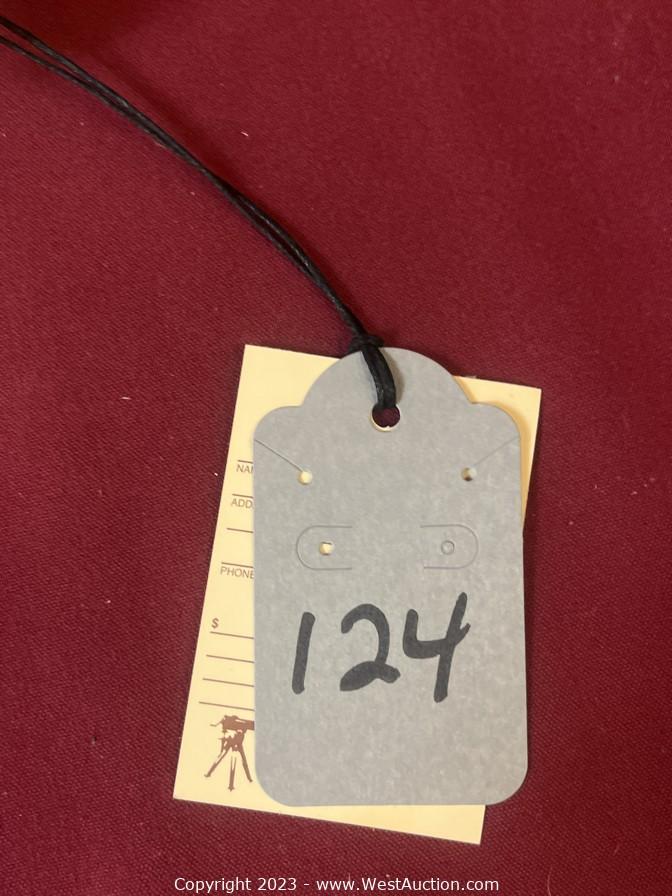 NA
ADD
PHONE
$
124
Copyright 2023 - www.WestAuction.com